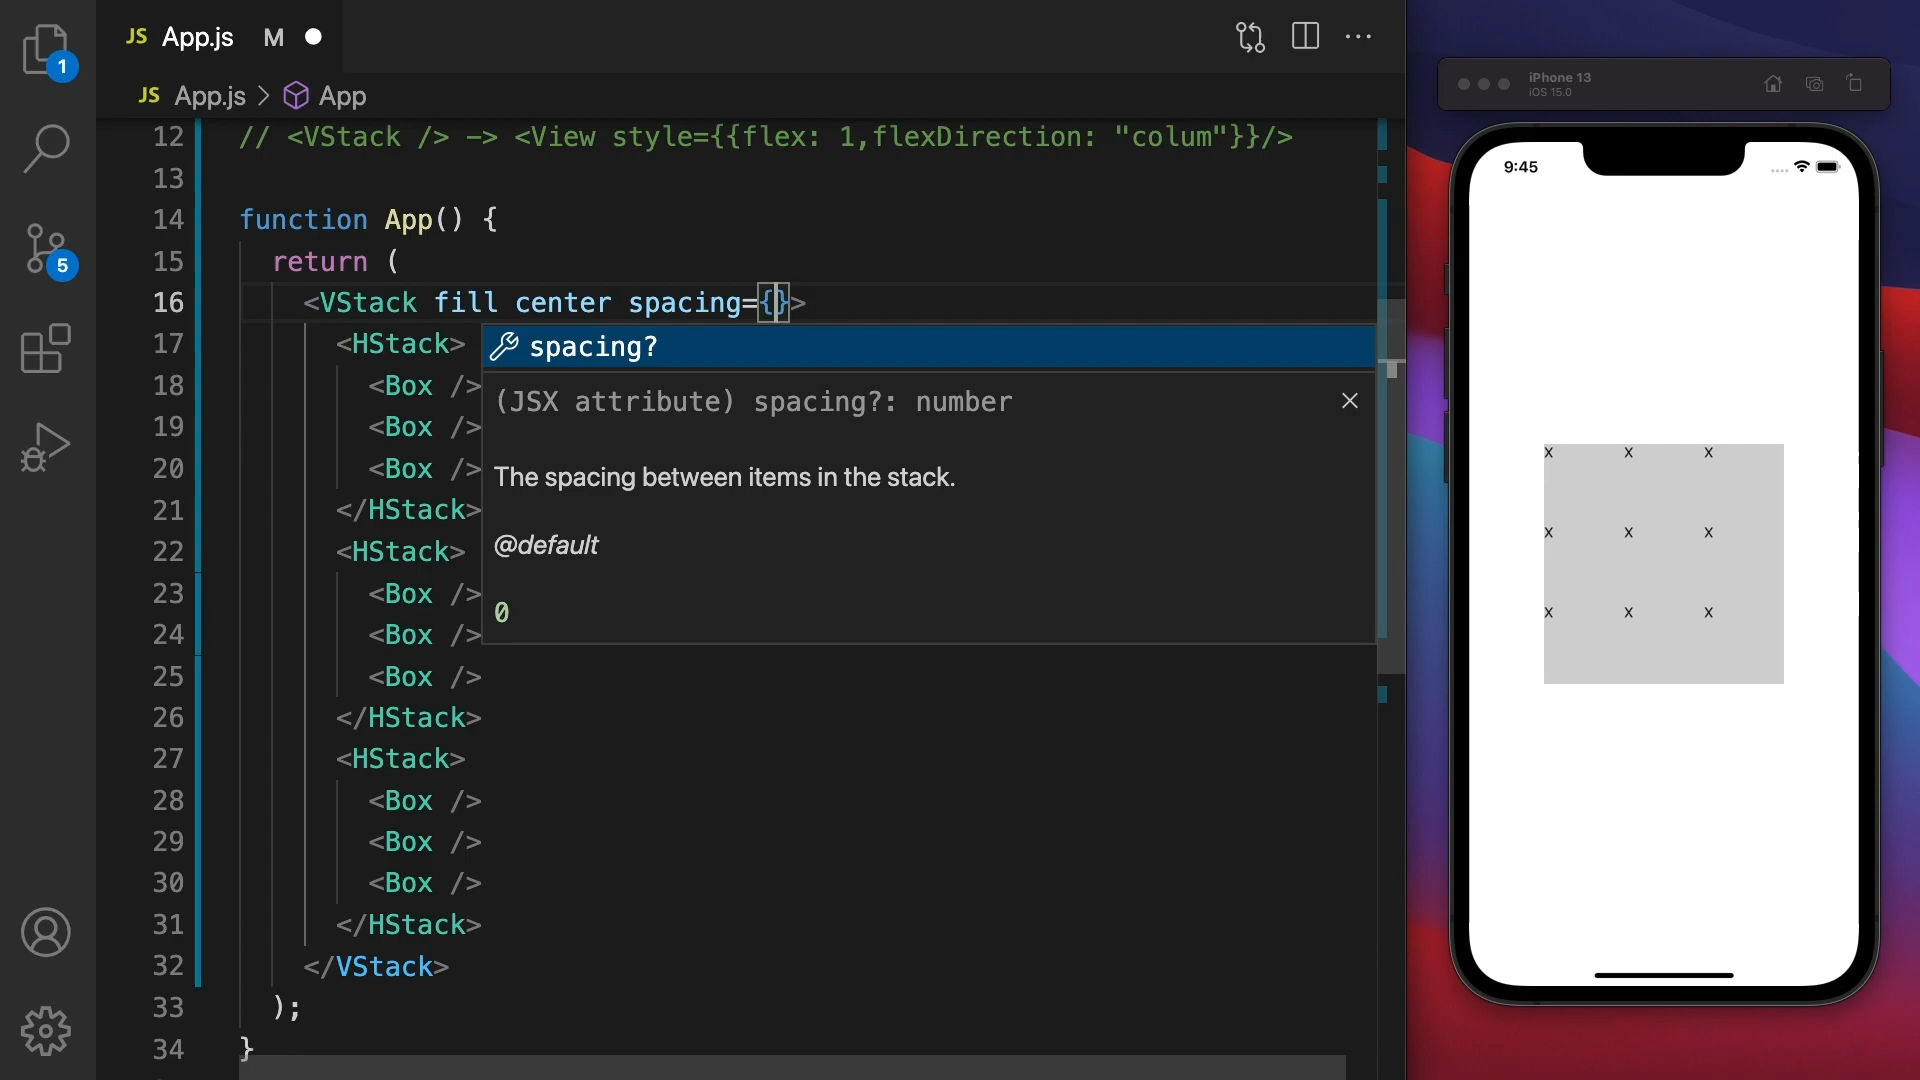 1
5
JS App.js M
JS App.js > App
12 // <VStack /> -> <View style={{flex: 1,flexDirection: "colum"}}/>
13
14 function App() {
15 return (
16 <VStack fill center spacing={}>
17 <HStack>
18 <Box />
19 <Box />
20 <Box />
21 </HStack>
22 <HStack>
23 <Box />
24 <Box />
25 <Box />
26 </HStack>
27 <HStack>
28 <Box />
29 <Box />
30 <Box />
31 </HStack>
32 </VStack>
33 );
34 }
spacing?
(JSX attribute) spacing?: number
The spacing between items in the stack.
@default
0
iPhone 13
iOS 15.0
9:45
x x x
x x x
x x x